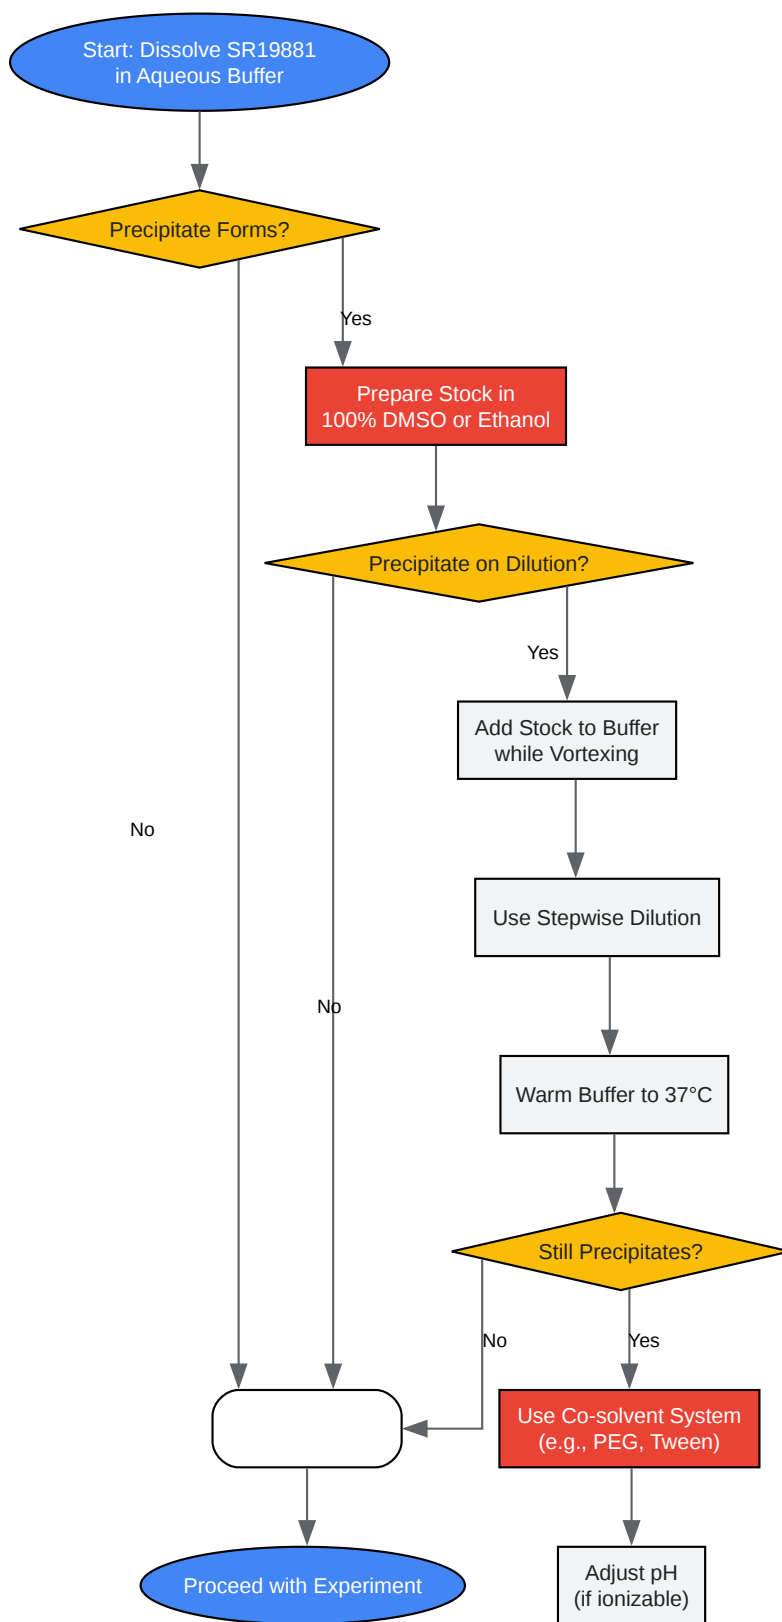 Start: Dissolve SR19881
in Aqueous Buffer
Precipitate Forms?
Yes
Prepare Stock in
100% DMSO or Ethanol
Precipitate on Dilution?
Yes
Add Stock to Buffer
while Vortexing
No
Use Stepwise Dilution
No
Warm Buffer to 37°C
Still Precipitates?
No
Yes
Use Co-solvent System
(e.g., PEG, Tween)
Proceed with Experiment
Adjust pH
(if ionizable)